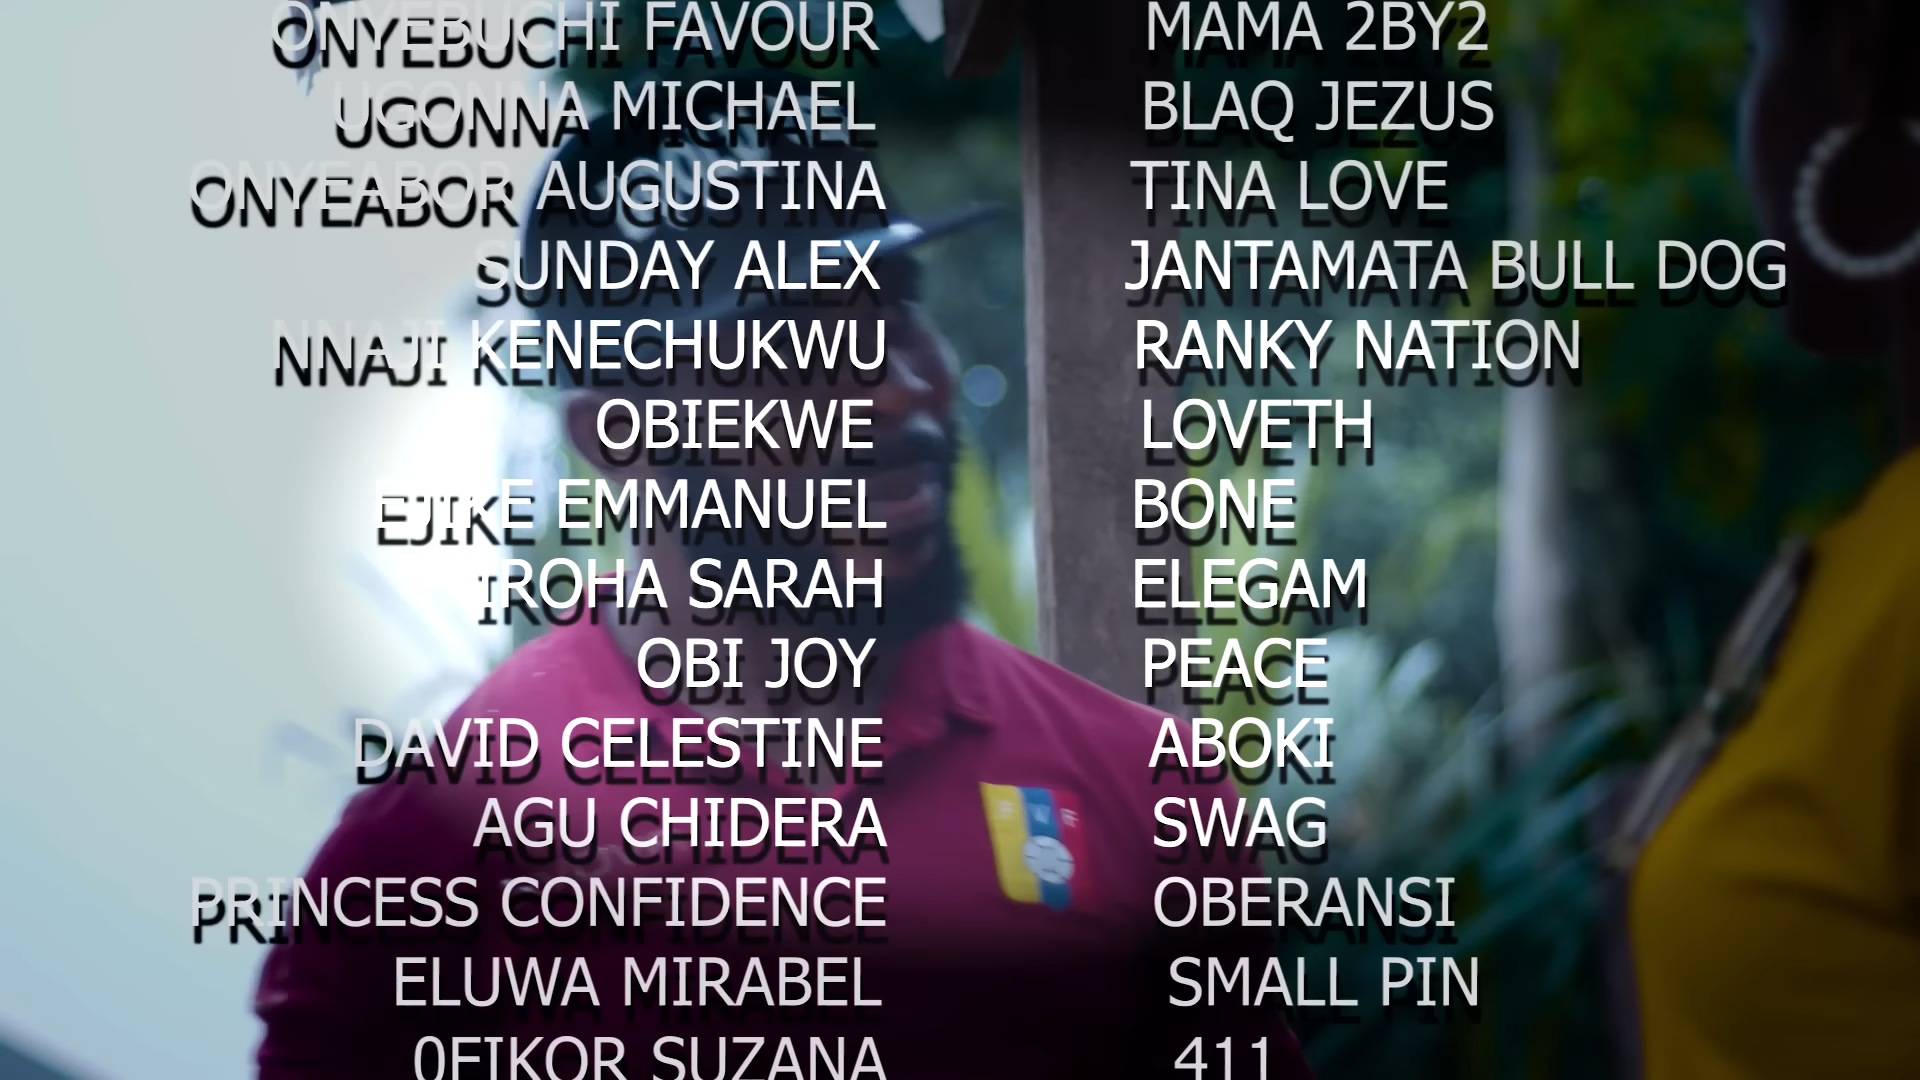 ONYEBUCHI FAVOUR MAMA 2BY2
UGONNA MICHAEL BLAQ JEZUS
ONYEABOR AUGUSTINA TINA LOVE
SUNDAY ALEX JANTAMATA BULL DOG
NNAJI KENECHUKWU RANKY NATION
OBIEKWE LOVETH
EJIKE EMMANUEL BONE
IROHA SARAH ELEGAM
OBI JOY PEACE
DAVID CELESTINE ABOKI
AGU CHIDERA SWAG
PRINCESS CONFIDENCE OBERANSI
ELUWA MIRABEL SMALL PIN
0FIKOR SUZANA 411